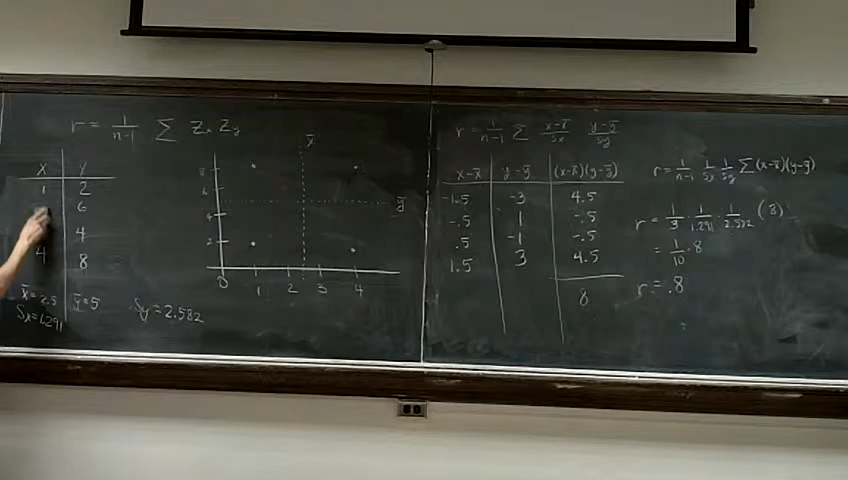 r = 1/(n-1) Σ Zx Zy
X Y
1 2
6
4
4 8
x̄ = 2.5 ȳ = 5
Sx = 1.291 Sy = 2.582
x̄
ȳ
8
6
4
2
0 1 2 3 4
r = 1/(n-1) Σ (x-x̄)/sx (y-ȳ)/sy
x-x̄ y-ȳ (x-x̄)(y-ȳ)
-1.5 -3 4.5
-.5 1 -.5
.5 -1 -.5
1.5 3 4.5
8
r = 1/(n-1) 1/sx 1/sy Σ(x-x̄)(y-ȳ)
r = 1/3 · 1/1.291 · 1/2.582 (8)
= 1/10 · 8
r = .8